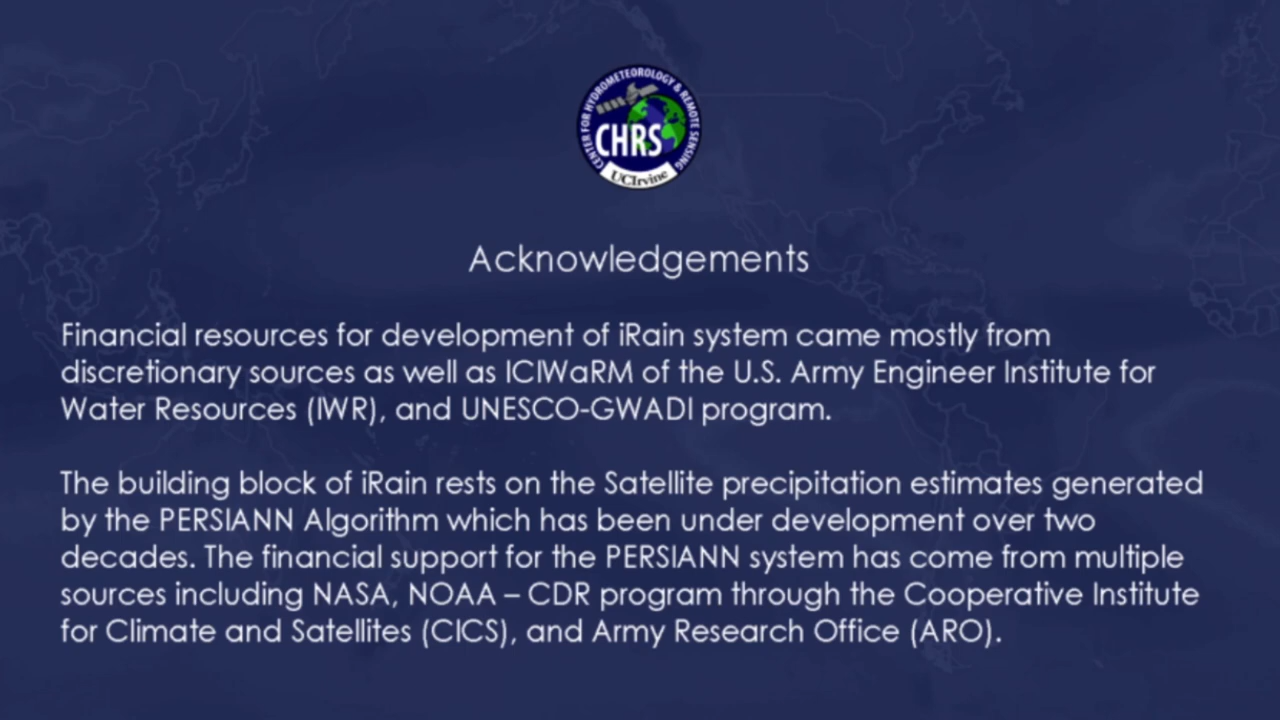 CENTER FOR HYDROMETEOROLOGY & REMOTE SENSING
CHRS
UCIrvine
Acknowledgements
Financial resources for development of iRain system came mostly from
discretionary sources as well as ICIWaRM of the U.S. Army Engineer Institute for
Water Resources (IWR), and UNESCO-GWADI program.
The building block of iRain rests on the Satellite precipitation estimates generated
by the PERSIANN Algorithm which has been under development over two
decades. The financial support for the PERSIANN system has come from multiple
sources including NASA, NOAA – CDR program through the Cooperative Institute
for Climate and Satellites (CICS), and Army Research Office (ARO).